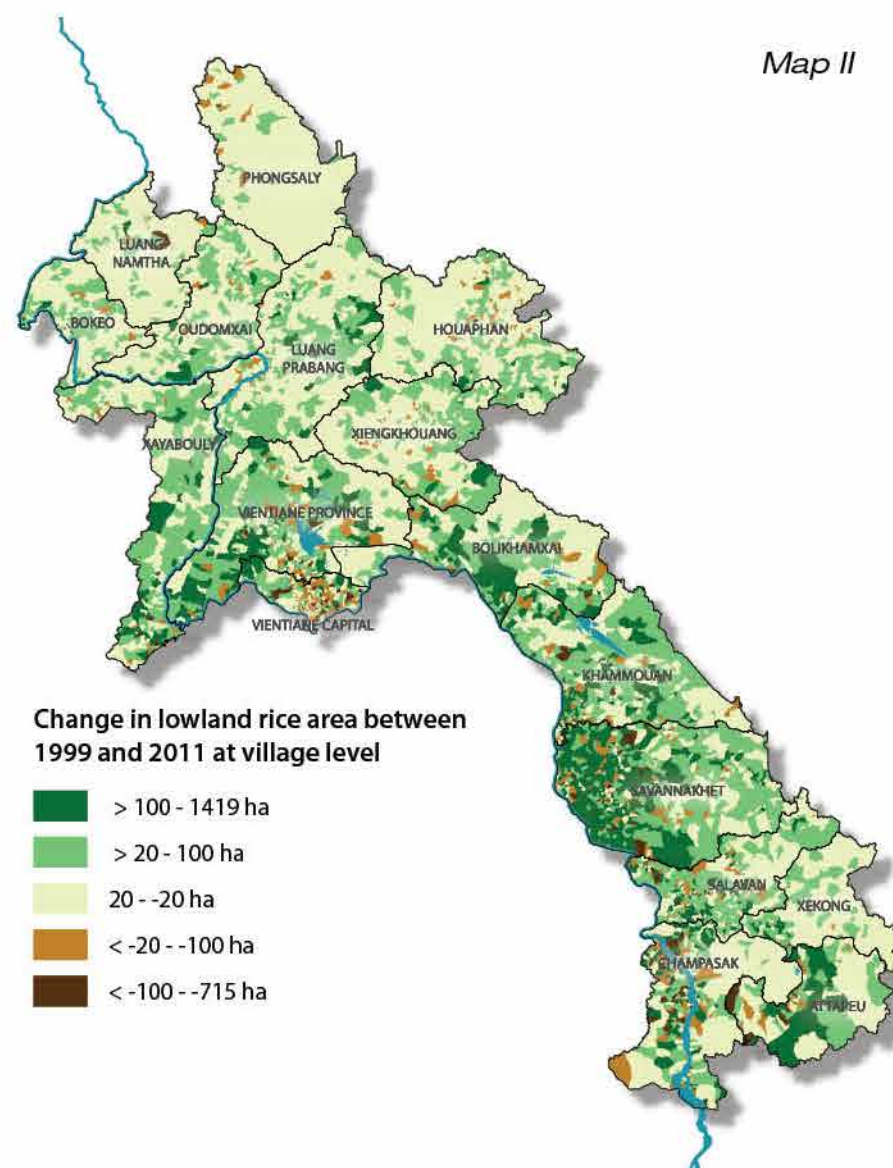 Map II
PHONGSALY
LUANG
NAMTHA
BOKEO
OUDOMXAI
LUANG
PRABANG
HOUAPHAN
XAYABOULY
XIENGKHOUANG
VIENTIANE PROVINCE
BOLIKHAMXAI
VIENTIANE CAPITAL
KHAMMOUAN
Change in lowland rice area between
1999 and 2011 at village level
> 100 - 1419 ha
> 20 - 100 ha
20 - -20 ha
< -20 - -100 ha
< -100 - -715 ha
SAVANNAKHET
SALAVAN
XEKONG
CHAMPASAK
ATTAPEU